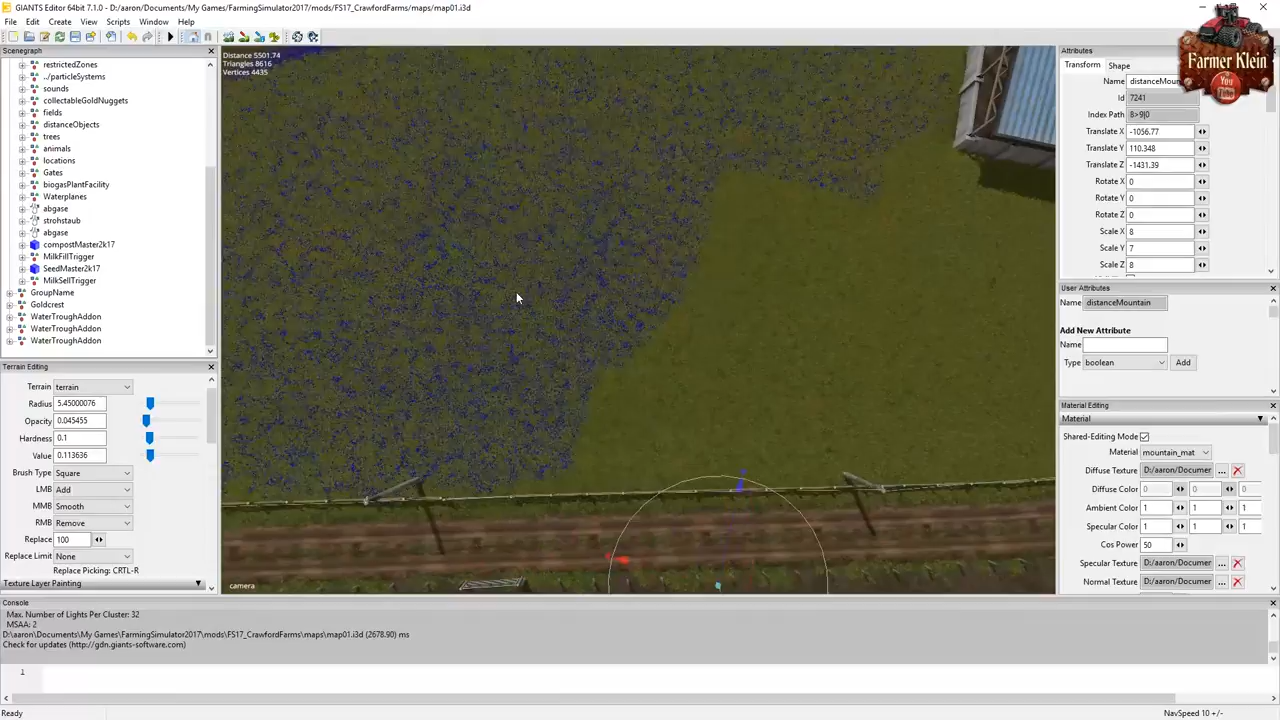 GIANTS Editor 64bit 7.1.0 - D:/aaron/Documents/My Games/FarmingSimulator2017/mods/FS17_CrawfordFarms/maps/map01.i3d
File Edit Create View Scripts Window Help
Scenegraph
restrictedZones
../particleSystems
sounds
collectableGoldNuggets
fields
distanceObjects
trees
animals
locations
Gates
biogasPlantFacility
Waterplanes
abgase
strohstaub
abgase
compostMaster2k17
MilkFillTrigger
SeedMaster2k17
MilkSellTrigger
GroupName
Goldcrest
WaterTroughAddon
WaterTroughAddon
WaterTroughAddon
Terrain Editing
Terrain terrain
Radius 5.45000076
Opacity 0.045455
Hardness 0.1
Value 0.113636
Brush Type Square
LMB Add
MMB Smooth
RMB Remove
Replace 100
Replace Limit None
Replace Picking: CRTL-R
Texture Layer Painting
Distance 5501.74
Triangles 8616
Vertices 4435
camera
Attributes
Transform Shape
Name distanceMoun
Id 7241
Index Path 8>9|0
Translate X -1056.77
Translate Y 110.348
Translate Z -1431.39
Rotate X 0
Rotate Y 0
Rotate Z 0
Scale X 8
Scale Y 7
Scale Z 8
Farmer Klein
You Tube
User Attributes
Name distanceMountain
Add New Attribute
Name
Type boolean Add
Material Editing
Material
Shared-Editing Mode
Material mountain_mat
Diffuse Texture D:/aaron/Documer ...
Diffuse Color 0 0 0
Ambient Color 1 1 1
Specular Color 1 1 1
Cos Power 50
Specular Texture D:/aaron/Documer ...
Normal Texture D:/aaron/Documer ...
Console
Max. Number of Lights Per Cluster: 32
MSAA: 2
D:\aaron\Documents\My Games\FarmingSimulator2017\mods\FS17_CrawfordFarms\maps\map01.i3d (2678.90) ms
Check for updates (http://gdn.giants-software.com)
1
Ready
NavSpeed 10 +/-